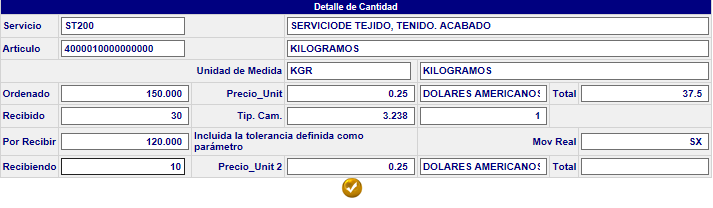 Detalle de Cantidad
Servicio ST200 SERVICIODE TEJIDO, TENIDO. ACABADO
Articulo 4000010000000000 KILOGRAMOS
Unidad de Medida KGR KILOGRAMOS
Ordenado 150.000 Precio_Unit 0.25 DOLARES AMERICANOS Total 37.5
Recibido 30 Tip. Cam. 3.238 1
Por Recibir 120.000 Incluida la tolerancia definida como parámetro Mov Real SX
Recibiendo 10 Precio_Unit 2 0.25 DOLARES AMERICANOS Total